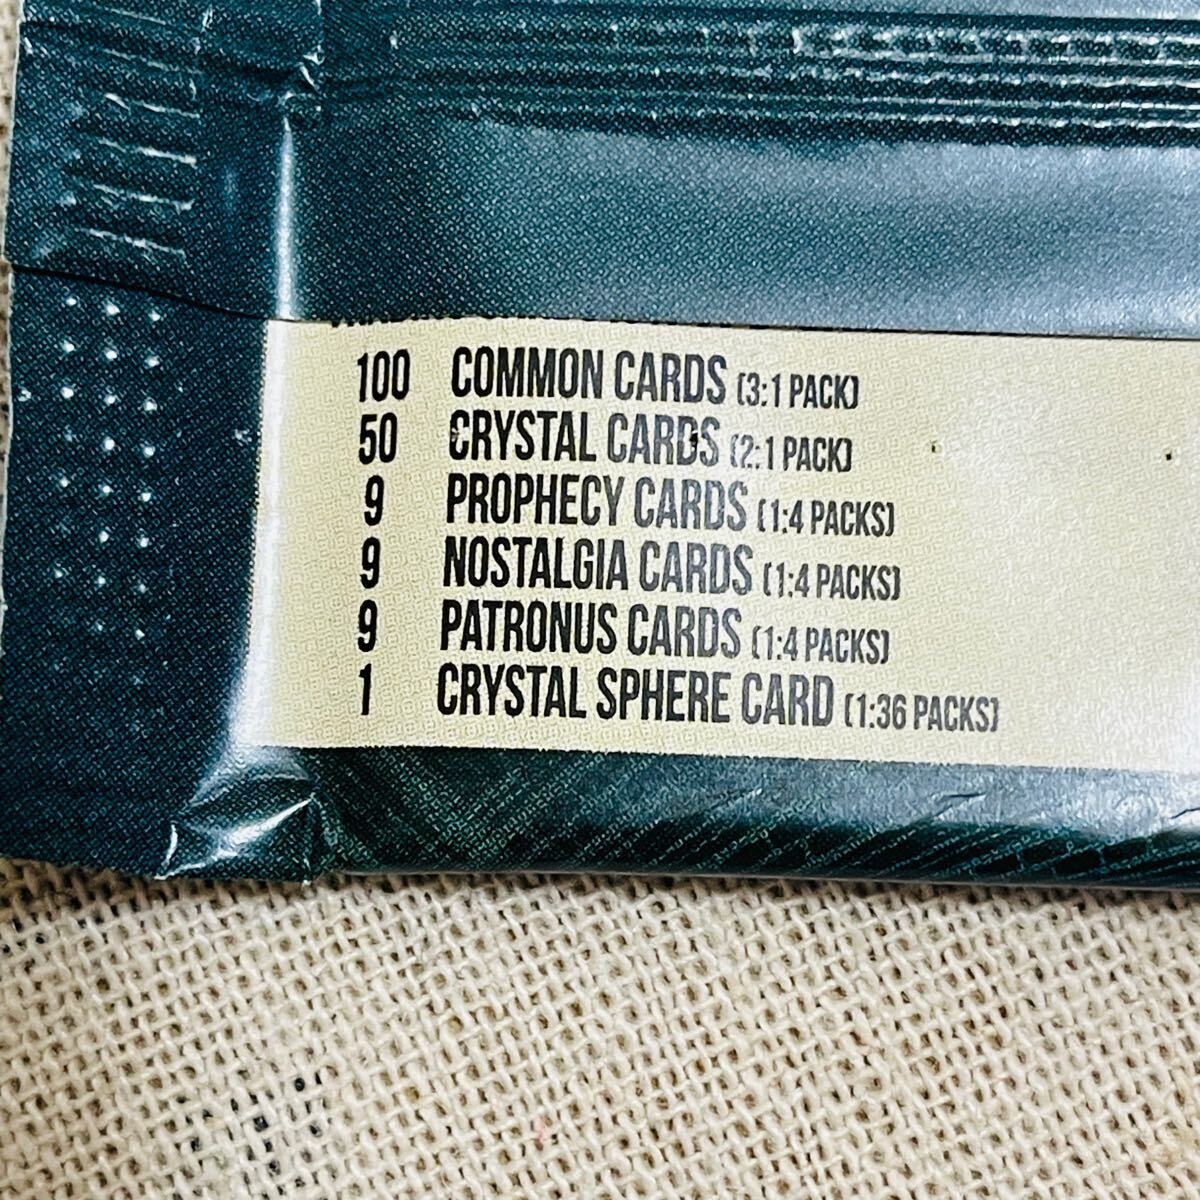 100 COMMON CARDS (3:1 PACK)
50 CRYSTAL CARDS (2:1 PACK)
9 PROPHECY CARDS (1:4 PACKS)
9 NOSTALGIA CARDS (1:4 PACKS)
9 PATRONUS CARDS (1:4 PACKS)
1 CRYSTAL SPHERE CARD (1:36 PACKS)